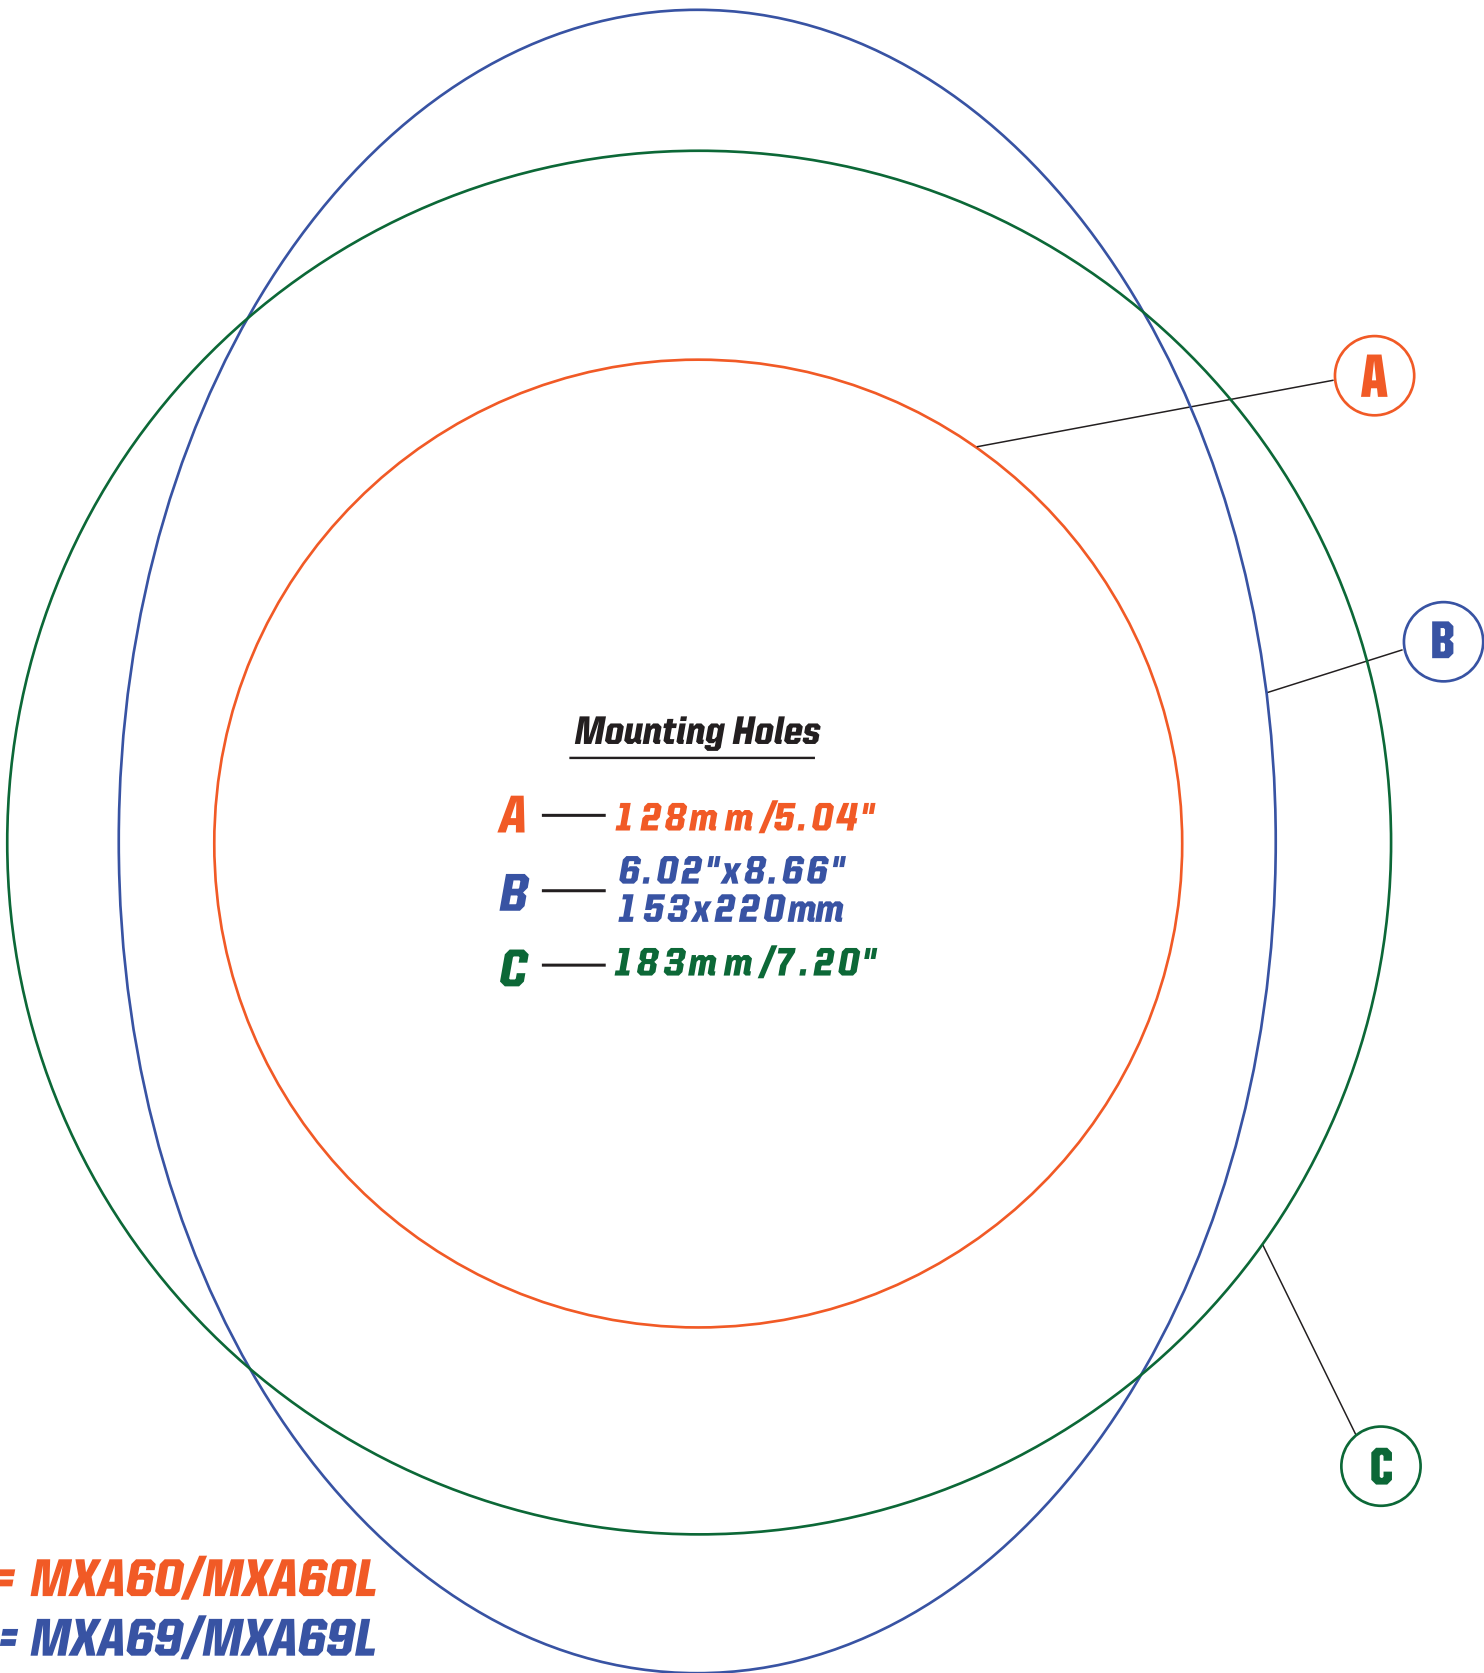 A
B
Mounting Holes
A 128mm/5.04"
B 6.02"x8.66"
153x220mm
C 183mm/7.20"
C
= MXA60/MXA60L
= MXA69/MXA69L